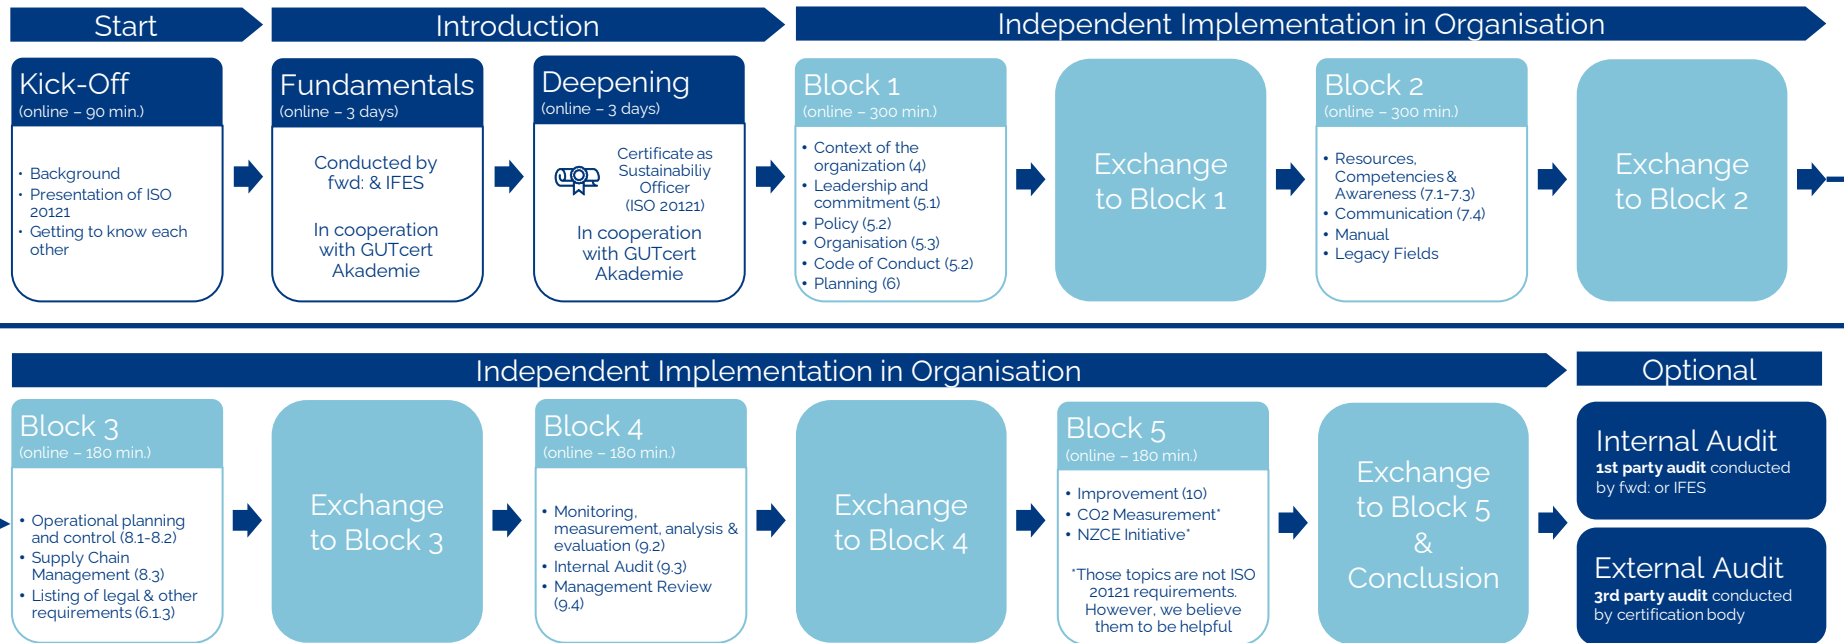 Start
Introduction
Independent Implementation in Organisation
Kick-Off
(online – 90 min.)
• Background
• Presentation of ISO
20121
• Getting to know each
other
Fundamentals
(online – 3 days)
Conducted by
fwd: & IFES
In cooperation
with GUTcert
Akademie
Deepening
(online – 3 days)
Certificate as
Sustainabiliy
Officer
(ISO 20121)
In cooperation
with GUTcert
Akademie
Block 1
(online – 300 min.)
• Context of the
organization (4)
• Leadership and
commitment (5.1)
• Policy (5.2)
• Organisation (5.3)
• Code of Conduct (5.2)
• Planning (6)
Exchange
to Block 1
Block 2
(online – 300 min.)
• Resources,
Competencies &
Awareness (7.1-7.3)
• Communication (7.4)
• Manual
• Legacy Fields
Exchange
to Block 2
Independent Implementation in Organisation
Optional
Block 3
(online – 180 min.)
• Operational planning
and control (8.1-8.2)
• Supply Chain
Management (8.3)
• Listing of legal & other
requirements (6.1.3)
Exchange
to Block 3
Block 4
(online – 180 min.)
• Monitoring,
measurement, analysis &
evaluation (9.2)
• Internal Audit (9.3)
• Management Review
(9.4)
Exchange
to Block 4
Block 5
(online – 180 min.)
• Improvement (10)
• CO2 Measurement*
• NZCE Initiative*
*Those topics are not ISO
20121 requirements.
However, we believe
them to be helpful
Exchange
to Block 5
&
Conclusion
Internal Audit
1st party audit conducted
by fwd: or IFES
External Audit
3rd party audit conducted
by certification body